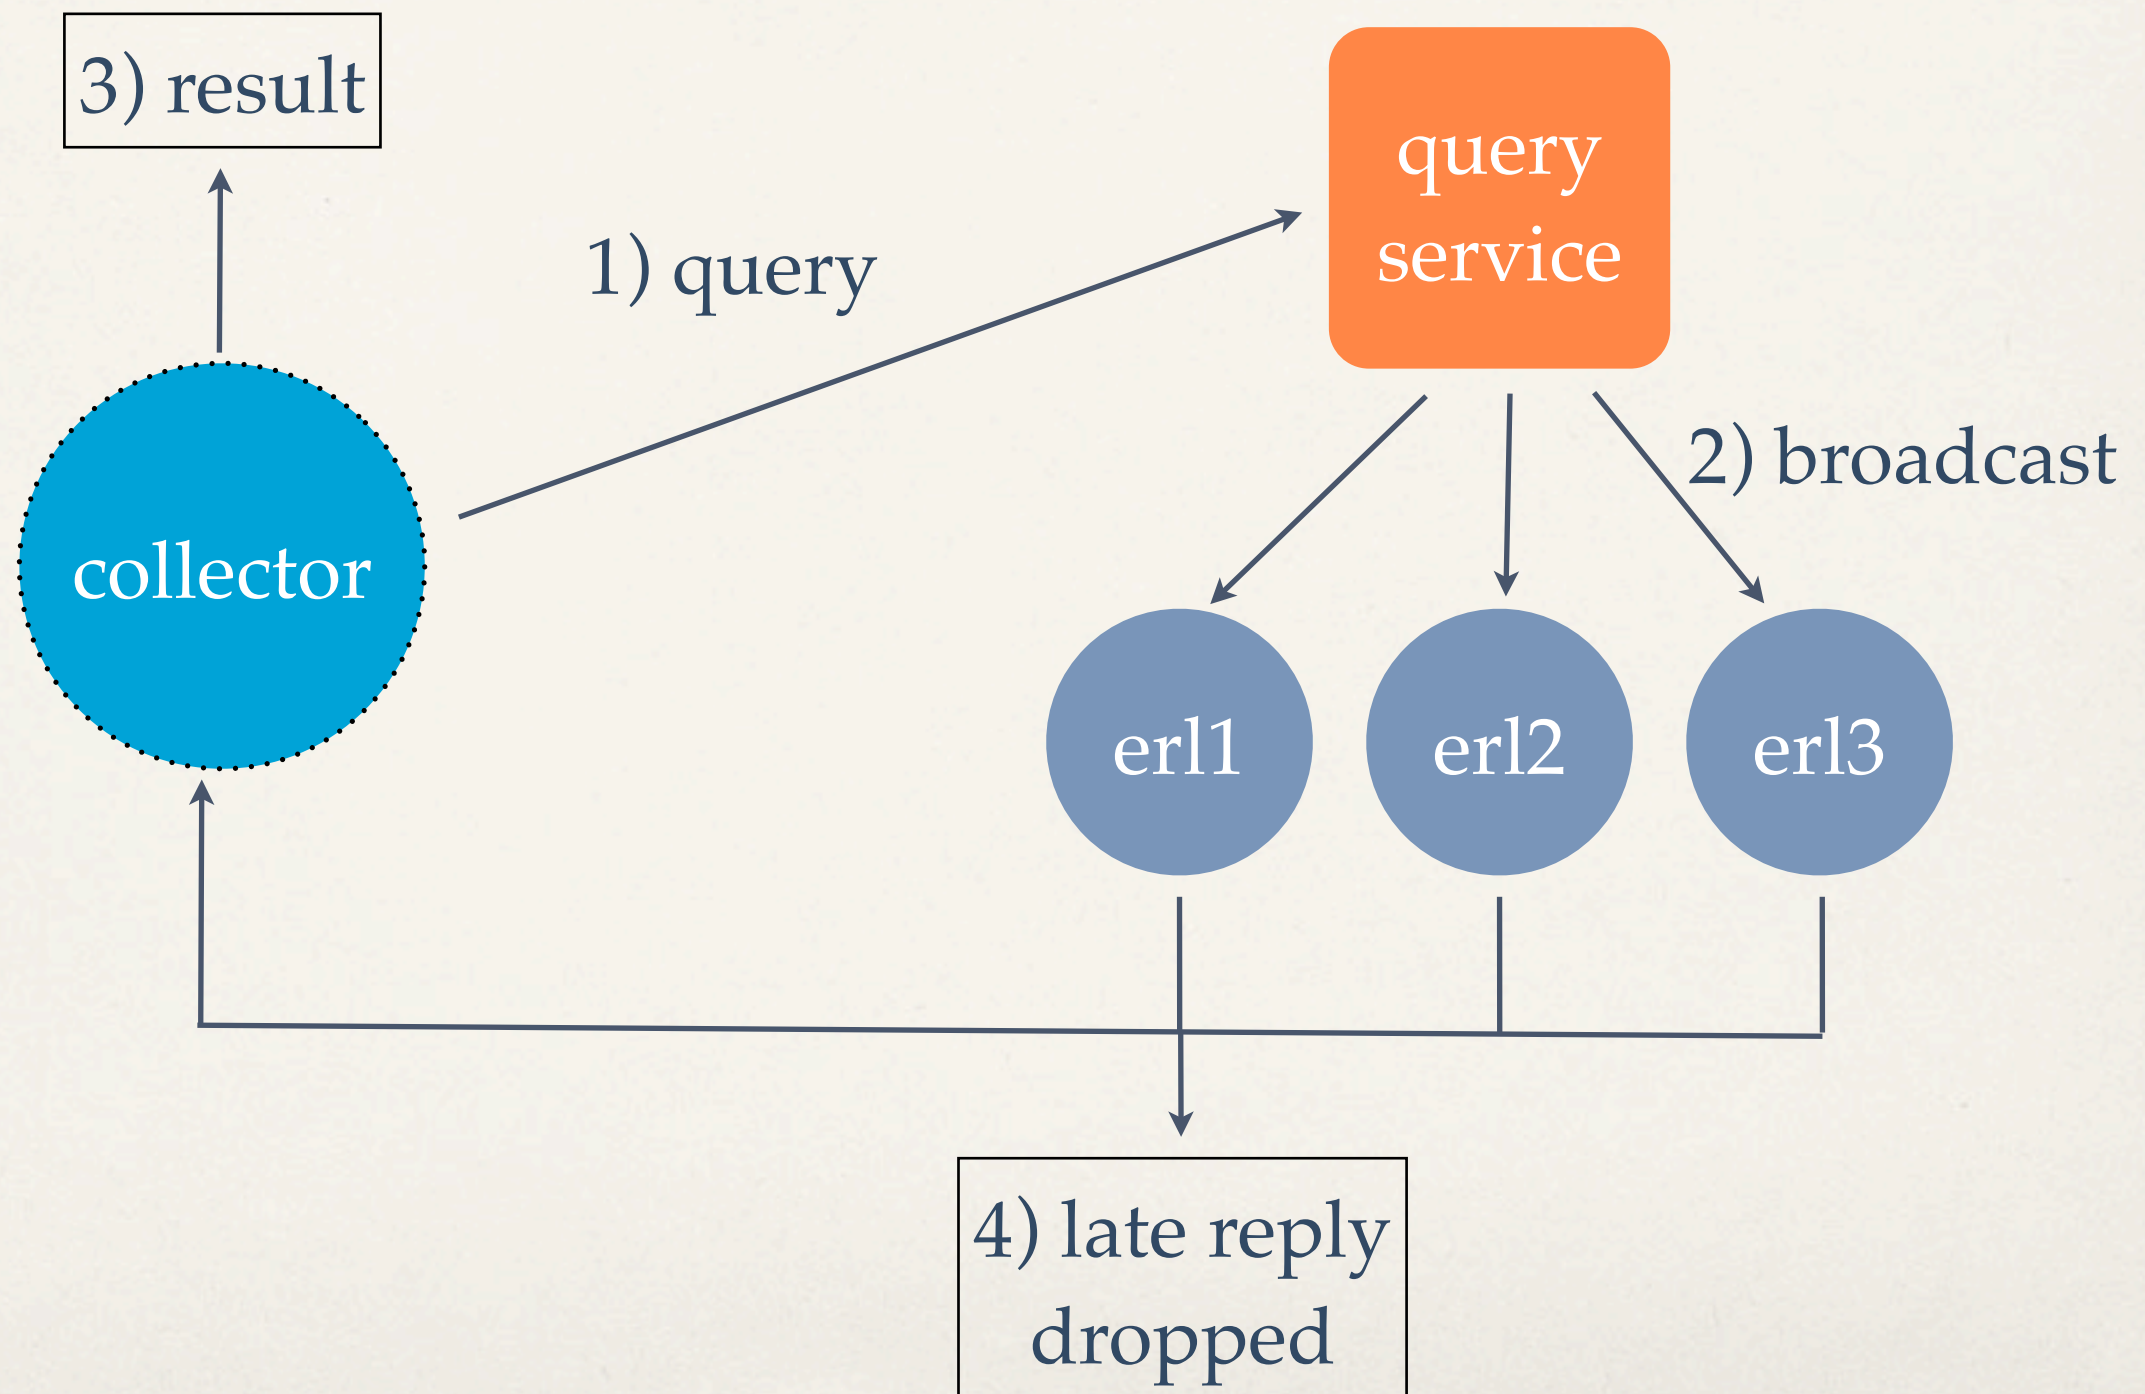 3) result
query
service
1) query
2) broadcast
collector
erl1
erl2
erl3
4) late reply
dropped